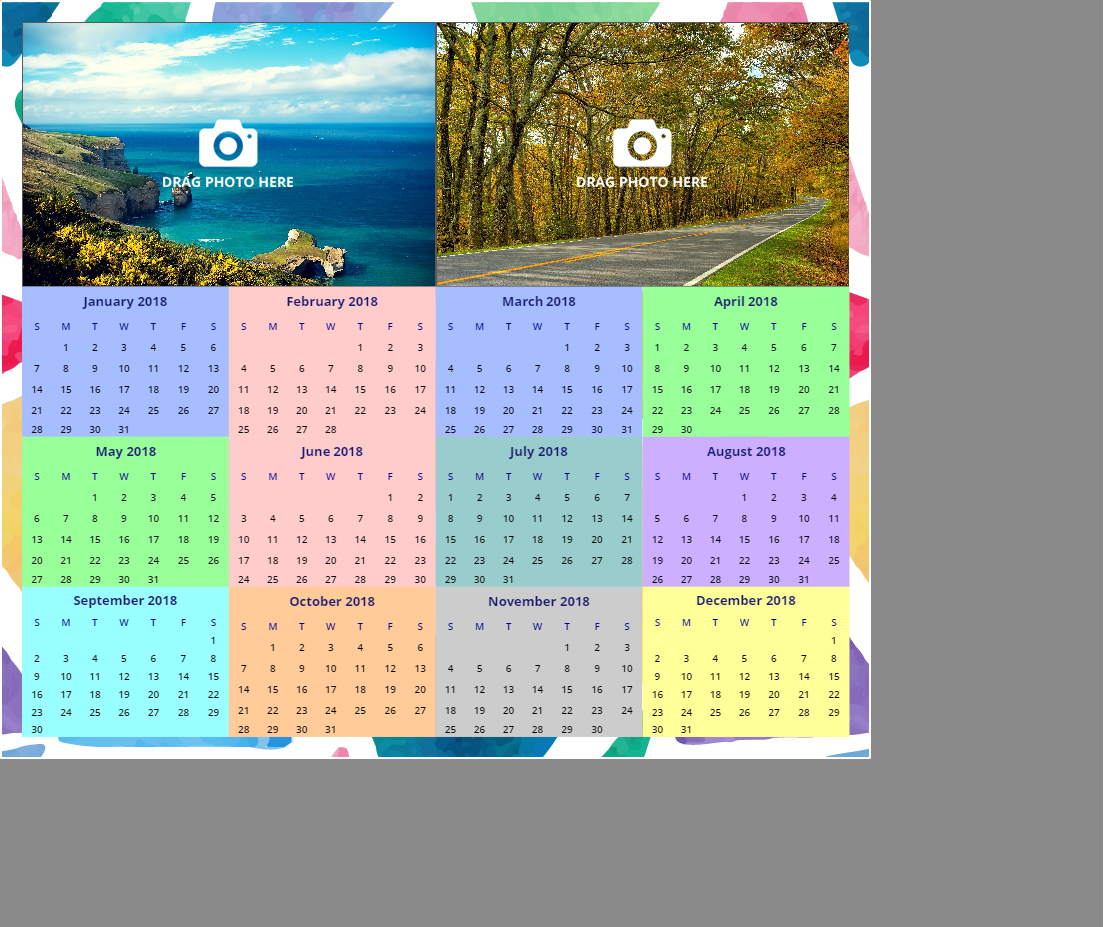 DRAG PHOTO HERE
DRAG PHOTO HERE
January 2018
S M T W T F S
1 2 3 4 5 6
7 8 9 10 11 12 13
14 15 16 17 18 19 20
21 22 23 24 25 26 27
28 29 30 31
February 2018
S M T W T F S
1 2 3
4 5 6 7 8 9 10
11 12 13 14 15 16 17
18 19 20 21 22 23 24
25 26 27 28
March 2018
S M T W T F S
1 2 3
4 5 6 7 8 9 10
11 12 13 14 15 16 17
18 19 20 21 22 23 24
25 26 27 28 29 30 31
April 2018
S M T W T F S
1 2 3 4 5 6 7
8 9 10 11 12 13 14
15 16 17 18 19 20 21
22 23 24 25 26 27 28
29 30
May 2018
S M T W T F S
1 2 3 4 5
6 7 8 9 10 11 12
13 14 15 16 17 18 19
20 21 22 23 24 25 26
27 28 29 30 31
June 2018
S M T W T F S
1 2
3 4 5 6 7 8 9
10 11 12 13 14 15 16
17 18 19 20 21 22 23
24 25 26 27 28 29 30
July 2018
S M T W T F S
1 2 3 4 5 6 7
8 9 10 11 12 13 14
15 16 17 18 19 20 21
22 23 24 25 26 27 28
29 30 31
August 2018
S M T W T F S
1 2 3 4
5 6 7 8 9 10 11
12 13 14 15 16 17 18
19 20 21 22 23 24 25
26 27 28 29 30 31
September 2018
S M T W T F S
1
2 3 4 5 6 7 8
9 10 11 12 13 14 15
16 17 18 19 20 21 22
23 24 25 26 27 28 29
30
October 2018
S M T W T F S
1 2 3 4 5 6
7 8 9 10 11 12 13
14 15 16 17 18 19 20
21 22 23 24 25 26 27
28 29 30 31
November 2018
S M T W T F S
1 2 3
4 5 6 7 8 9 10
11 12 13 14 15 16 17
18 19 20 21 22 23 24
25 26 27 28 29 30
December 2018
S M T W T F S
1
2 3 4 5 6 7 8
9 10 11 12 13 14 15
16 17 18 19 20 21 22
23 24 25 26 27 28 29
30 31